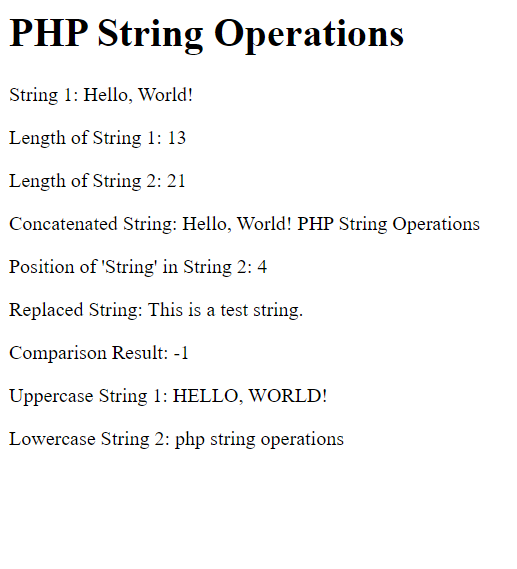 PHP String Operations
String 1: Hello, World!
Length of String 1: 13
Length of String 2: 21
Concatenated String: Hello, World! PHP String Operations
Position of 'String' in String 2: 4
Replaced String: This is a test string.
Comparison Result: -1
Uppercase String 1: HELLO, WORLD!
Lowercase String 2: php string operations